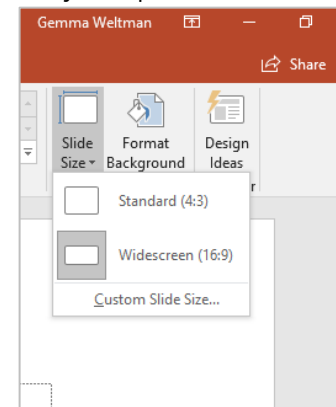 Gemma Weltman
Share
Slide
Size
Format
Background
Design
Ideas
r
Standard (4:3)
Widescreen (16:9)
Custom Slide Size...